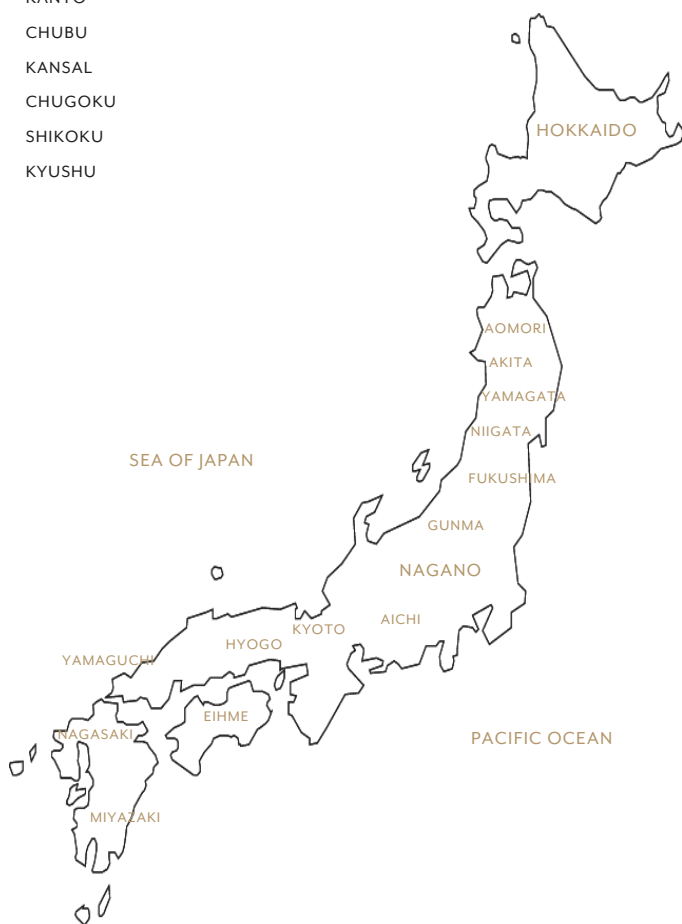 KANTO
CHUBU
KANSAL
CHUGOKU
SHIKOKU
KYUSHU
HOKKAIDO
AOMORI
AKITA
YAMAGATA
NIIGATA
SEA OF JAPAN
FUKUSHIMA
GUNMA
NAGANO
AICHI
KYOTO
HYOGO
YAMAGUCHI
EIHME
NAGASAKI
PACIFIC OCEAN
MIYAZAKI